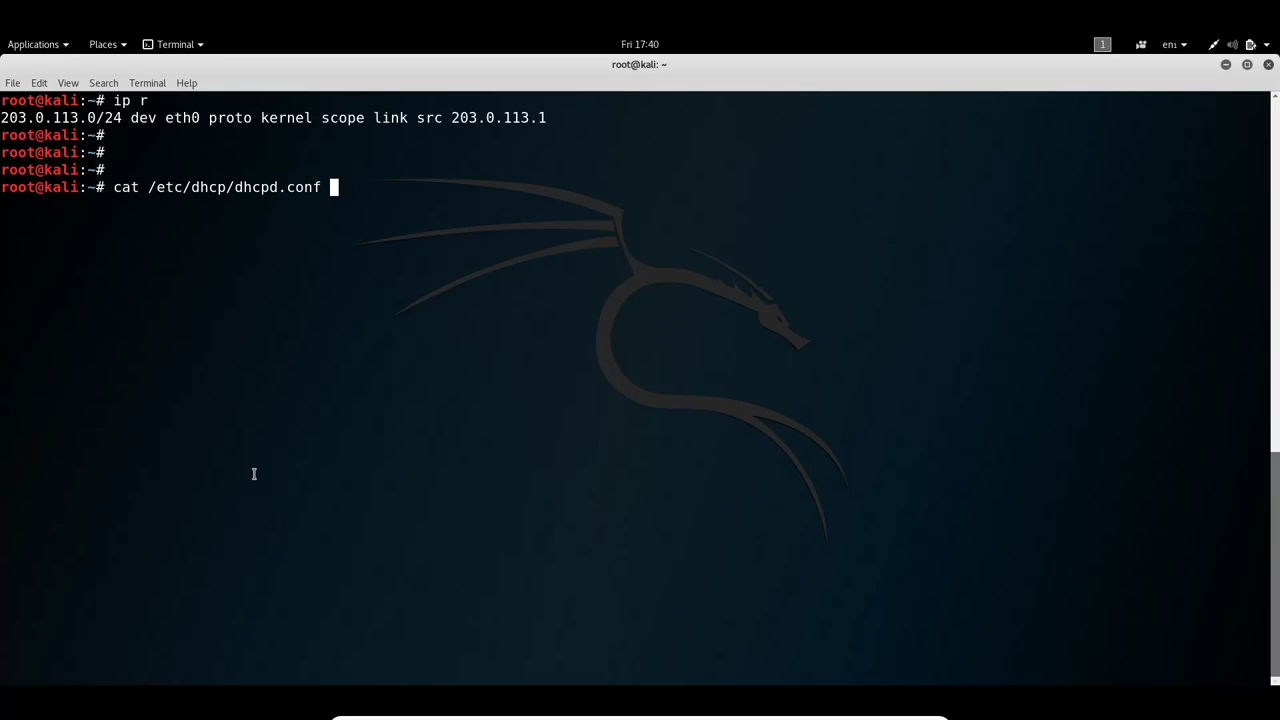 Applications Places Terminal Fri 17:40 1 en₁
root@kali: ~
File Edit View Search Terminal Help
root@kali:~# ip r
203.0.113.0/24 dev eth0 proto kernel scope link src 203.0.113.1
root@kali:~#
root@kali:~#
root@kali:~#
root@kali:~# cat /etc/dhcp/dhcpd.conf